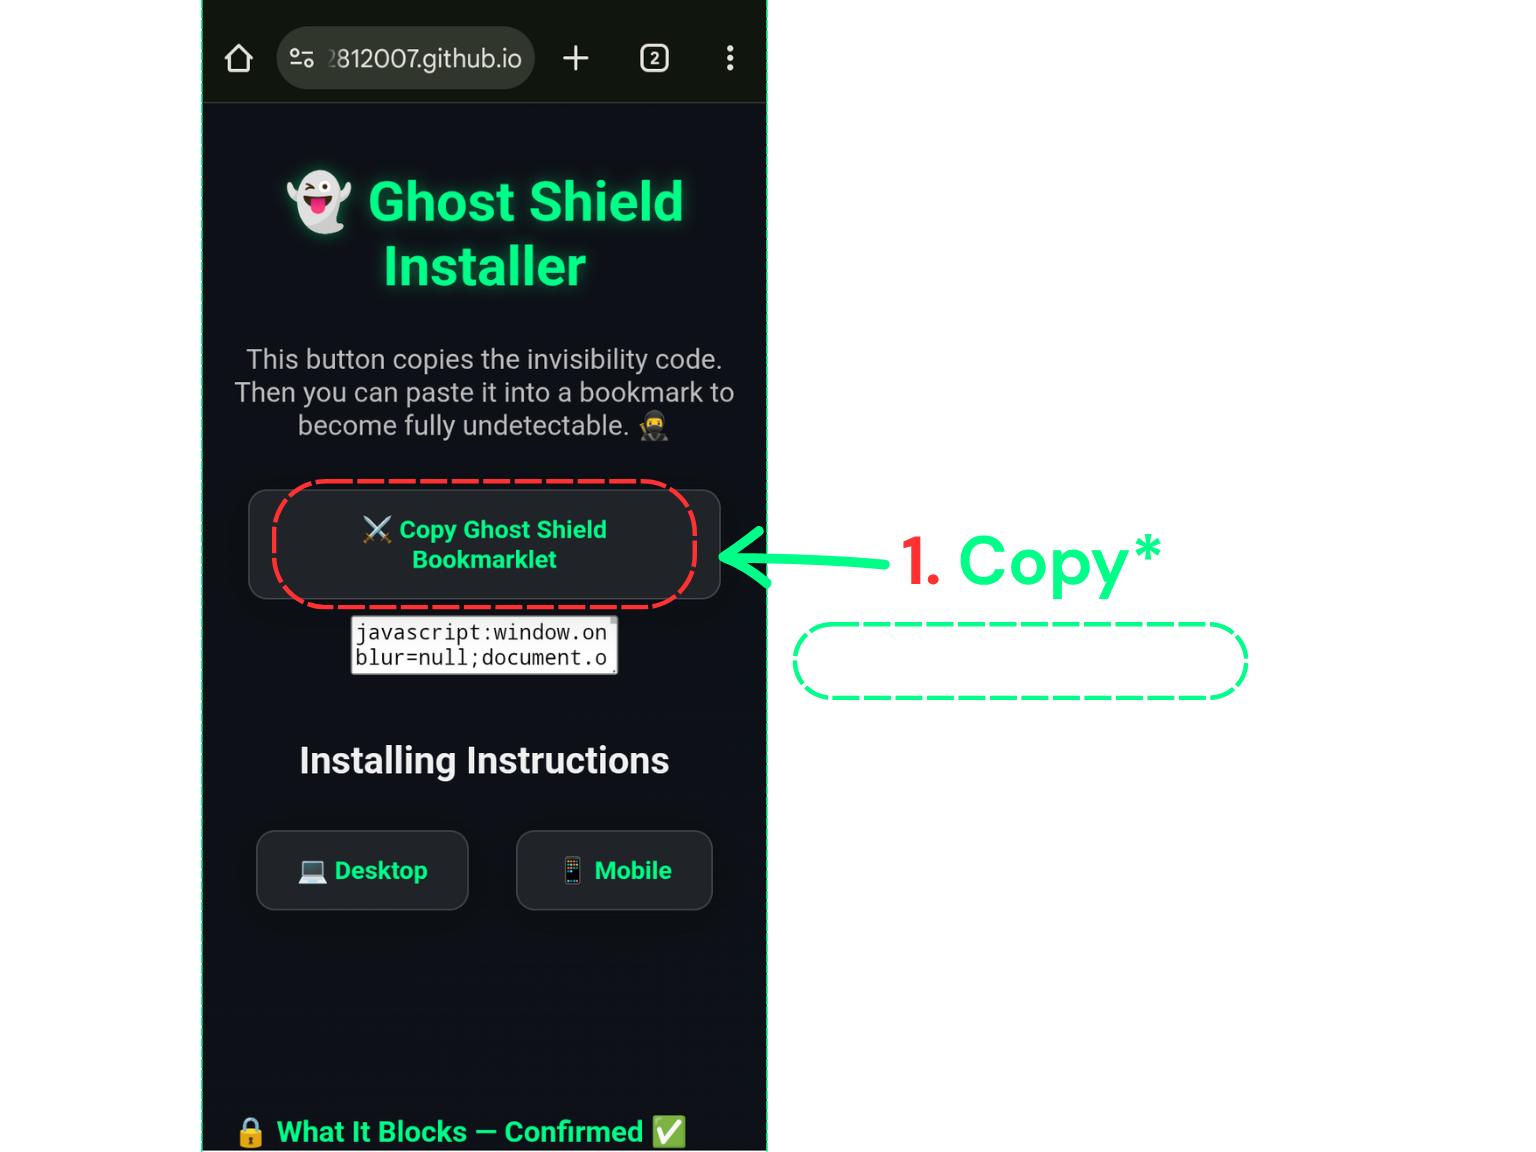 2812007.github.io
2
Ghost Shield
Installer
This button copies the invisibility code.
Then you can paste it into a bookmark to
become fully undetectable.
Copy Ghost Shield
Bookmarklet
javascript:window.on
blur=null;document.o
1. Copy*
Installing Instructions
Desktop
Mobile
What It Blocks — Confirmed